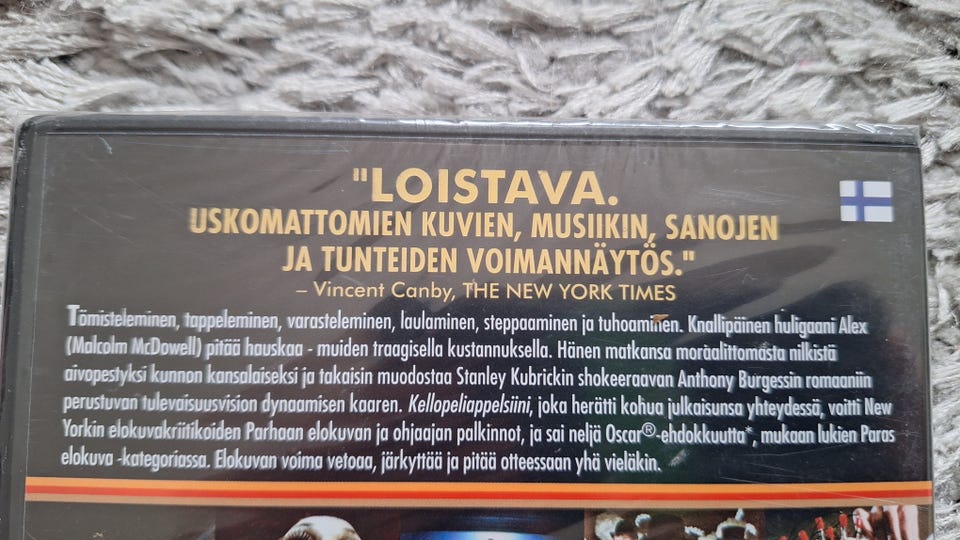 "LOISTAVA.
USKOMATTOMIEN KUVIEN, MUSIIKIN, SANOJEN
JA TUNTEIDEN VOIMANNÄYTÖS."
– Vincent Canby, THE NEW YORK TIMES
Tömisteleminen, tappeleminen, varasteleminen, laulaminen, steppaaminen ja tuhoaminen. Knallipäinen huligaani Alex
(Malcolm McDowell) pitää hauskaa - muiden traagisella kustannuksella. Hänen matkansa moraalittomasta nilkistä
aivopestyksi kunnon kansalaiseksi ja takaisin muodostaa Stanley Kubrickin shokeeraavan Anthony Burgessin romaaniin
perustuvan tulevaisuusvision dynaamisen kaaren. Kellopeliappelsiini, joka herätti kohua julkaisunsa yhteydessä, voitti New
Yorkin elokuvakriitikoiden Parhaan elokuvan ja ohjaajan palkinnot, ja sai neljä Oscar®-ehdokkuutta*, mukaan lukien Paras
elokuva -kategoriassa. Elokuvan voima vetoaa, järkyttää ja pitää otteessaan yhä vieläkin.